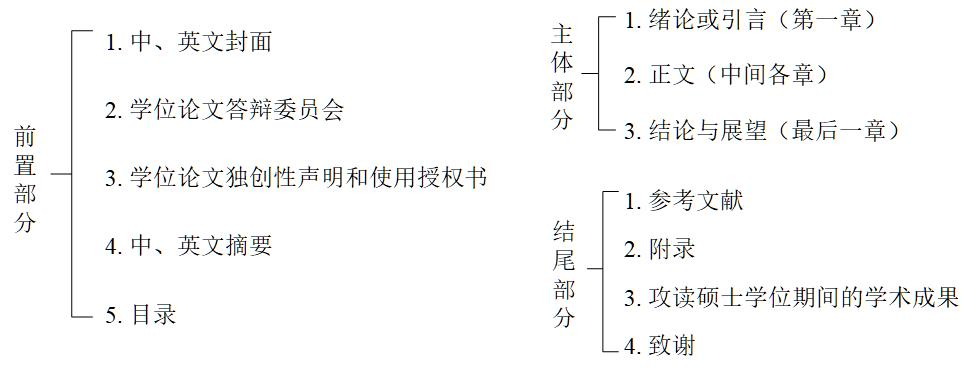 前置部分
1. 中、英文封面
2. 学位论文答辩委员会
3. 学位论文独创性声明和使用授权书
4. 中、英文摘要
5. 目录
主体部分
1. 绪论或引言（第一章）
2. 正文（中间各章）
3. 结论与展望（最后一章）
结尾部分
1. 参考文献
2. 附录
3. 攻读硕士学位期间的学术成果
4. 致谢